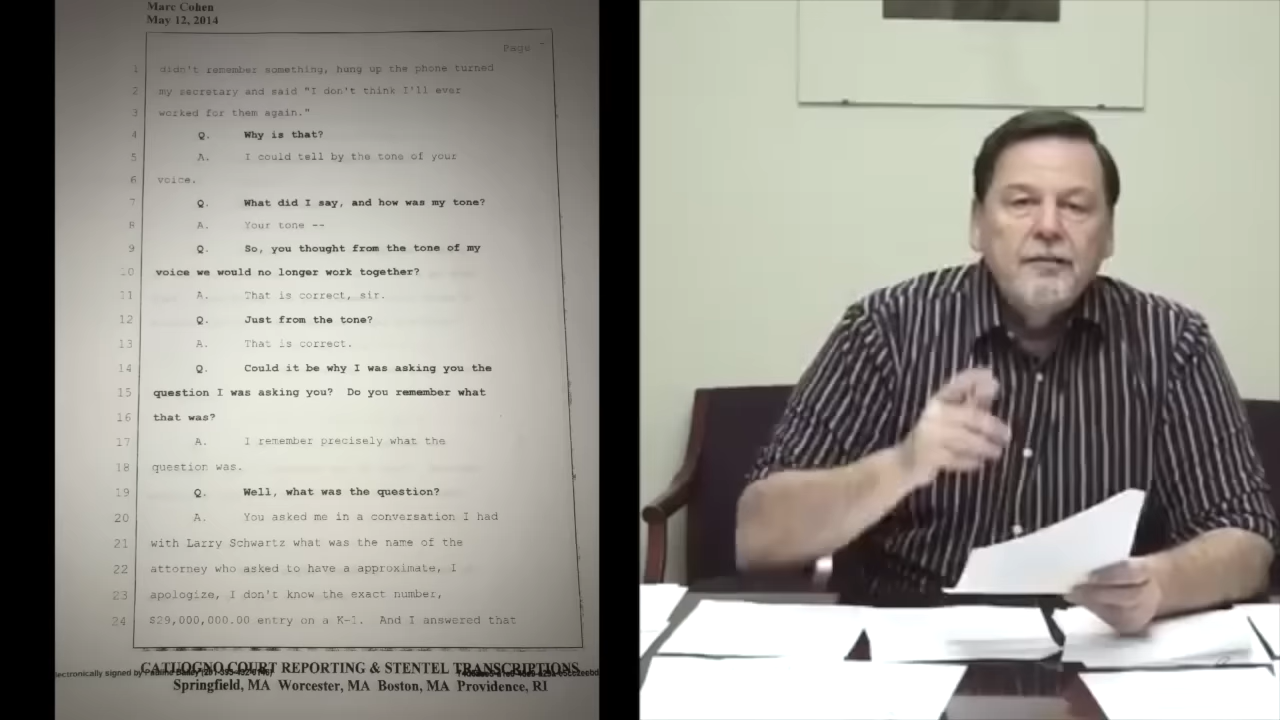 Marc Cohen
May 12, 2014
Page
1 didn't remember something, hung up the phone turned
2 my secretary and said "I don't think I'll ever
3 worked for them again."
4 Q. Why is that?
5 A. I could tell by the tone of your
6 voice.
7 Q. What did I say, and how was my tone?
8 A. Your tone --
9 Q. So, you thought from the tone of my
10 voice we would no longer work together?
11 A. That is correct, sir.
12 Q. Just from the tone?
13 A. That is correct.
14 Q. Could it be why I was asking you the
15 question I was asking you? Do you remember what
16 that was?
17 A. I remember precisely what the
18 question was.
19 Q. Well, what was the question?
20 A. You asked me in a conversation I had
21 with Larry Schwartz what was the name of the
22 attorney who asked to have a approximate, I
23 apologize, I don't know the exact number,
24 $29,000,000.00 entry on a K-1. And I answered that
CATUOGNO COURT REPORTING & STENTEL TRANSCRIPTIONS
lectronically signed by
Springfield, MA Worcester, MA Boston, MA Providence, RI